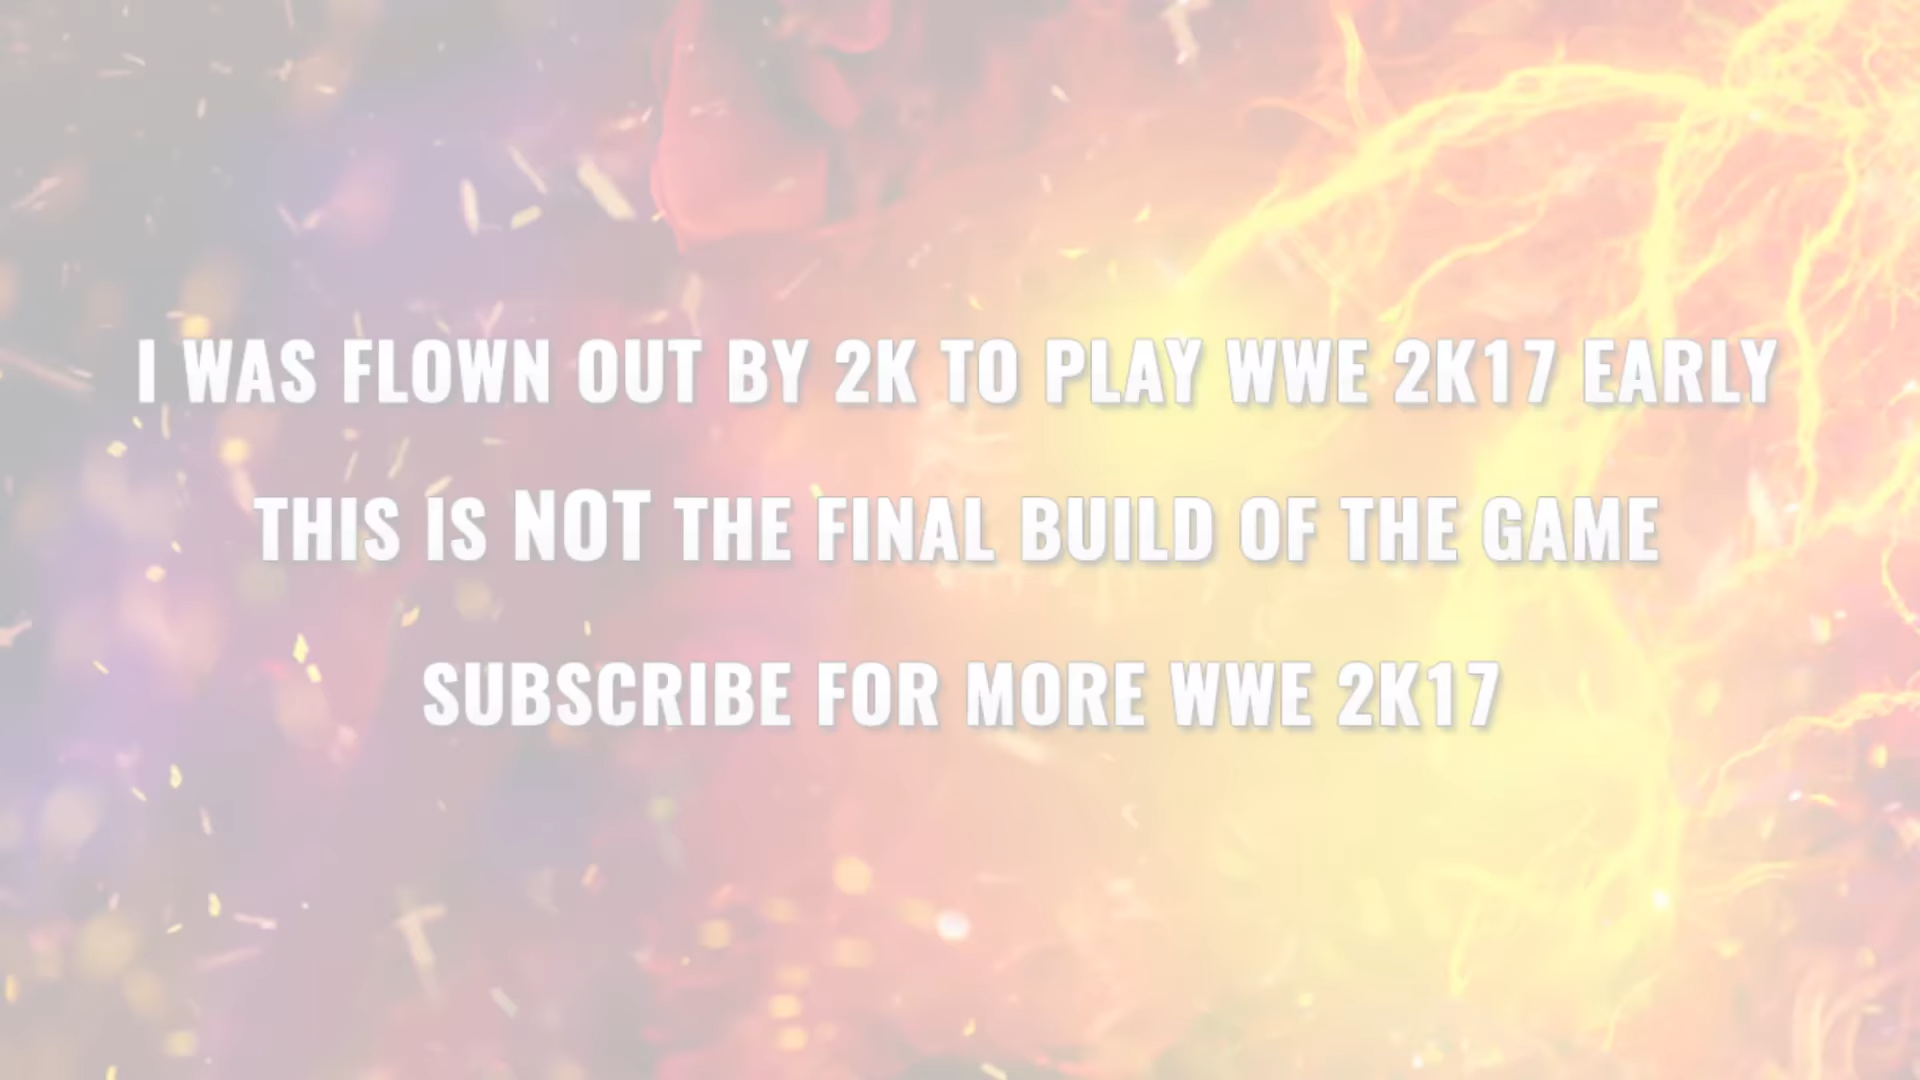 I WAS FLOWN OUT BY 2K TO PLAY WWE 2K17 EARLY
THIS IS NOT THE FINAL BUILD OF THE GAME
SUBSCRIBE FOR MORE WWE 2K17